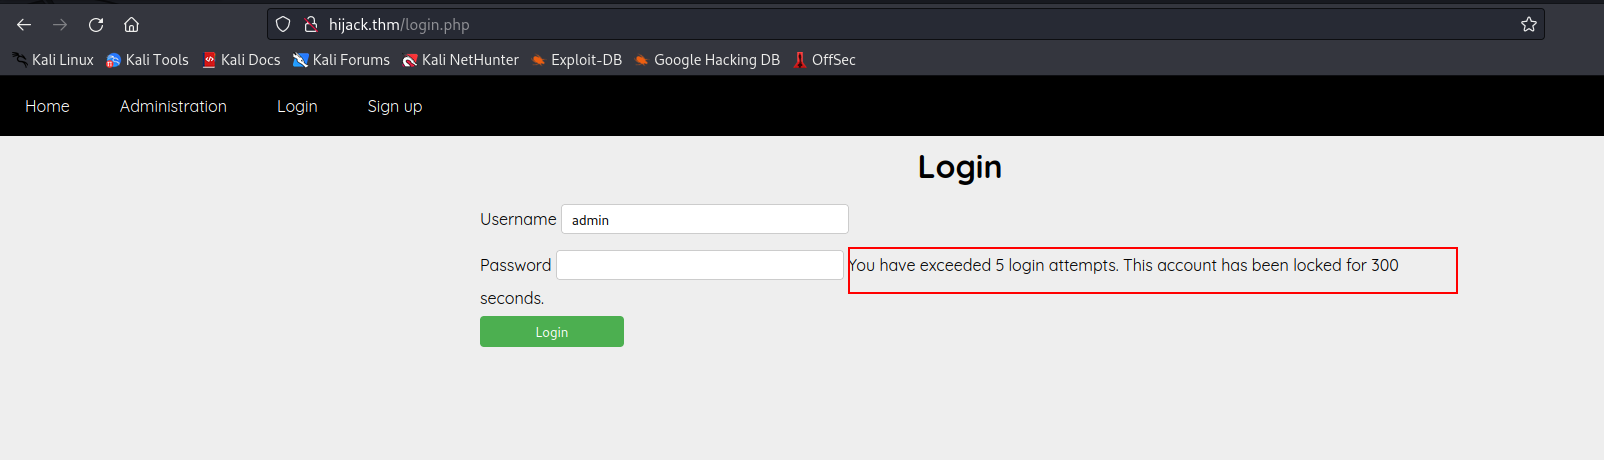 hijack.thm/login.php
Kali Linux Kali Tools Kali Docs Kali Forums Kali NetHunter Exploit-DB Google Hacking DB OffSec
Home Administration Login Sign up
Login
Username admin
Password You have exceeded 5 login attempts. This account has been locked for 300
seconds.
Login